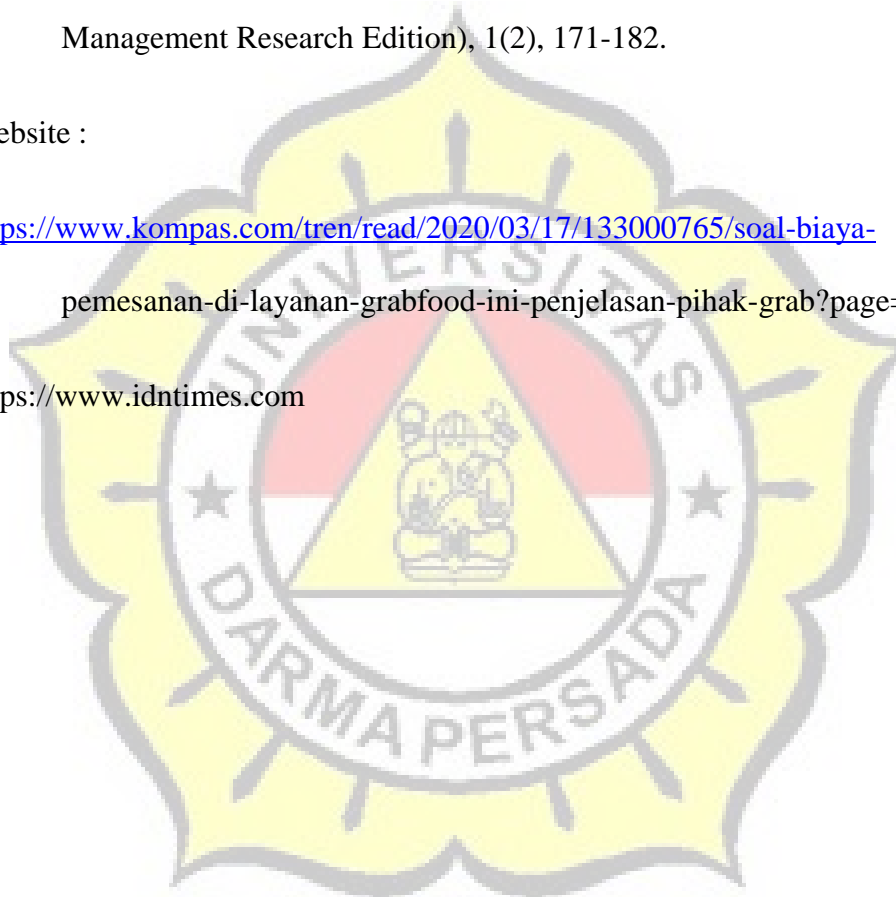 Management Research Edition), 1(2), 171-182.
ebsite :
ps://www.kompas.com/tren/read/2020/03/17/133000765/soal-biaya-
pemesanan-di-layanan-grabfood-ini-penjelasan-pihak-grab?page=
ps://www.idntimes.com
UNIVERSITAS
DARMA PERSADA